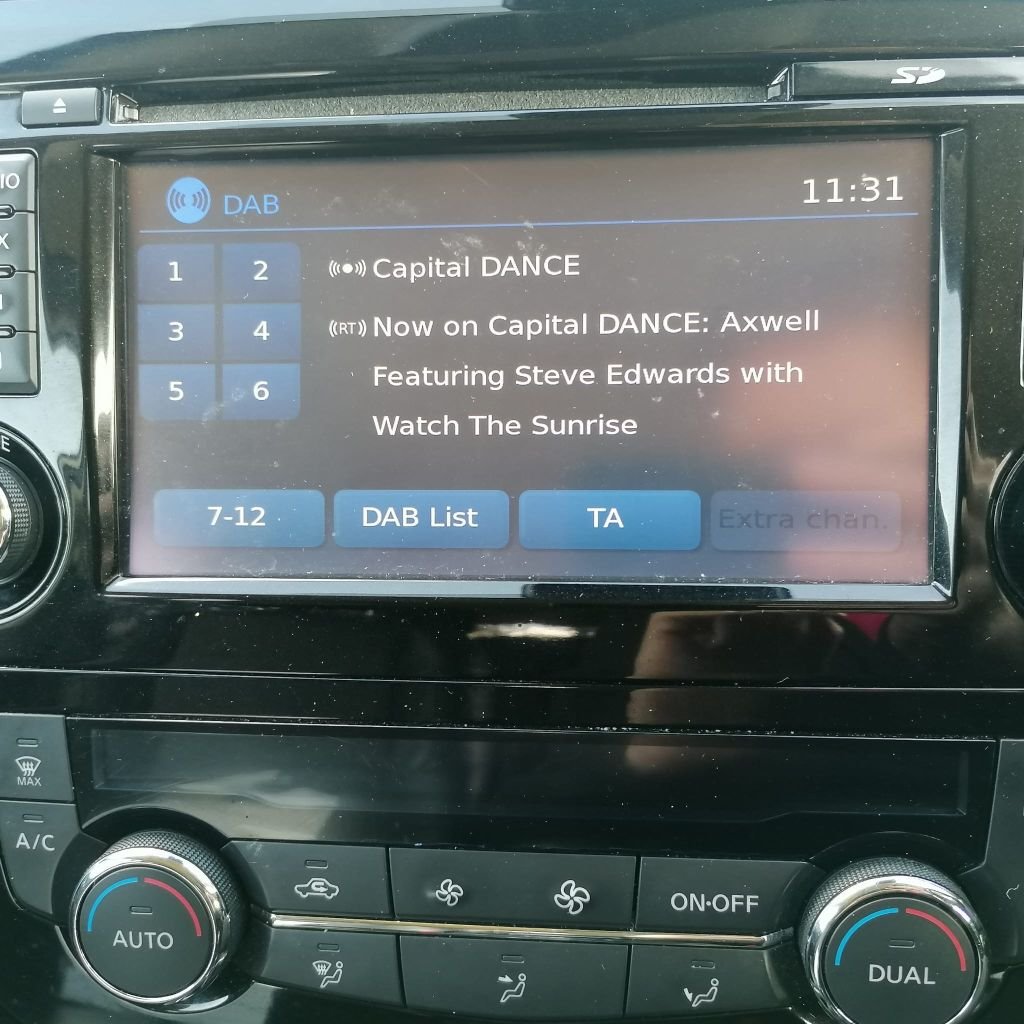 SD
DAB
11:31
1 2
3 4
5 6
Capital DANCE
RT
Now on Capital DANCE: Axwell
Featuring Steve Edwards with
Watch The Sunrise
7-12 DAB List TA Extra chan.
MAX
A/C
AUTO
ON·OFF
DUAL